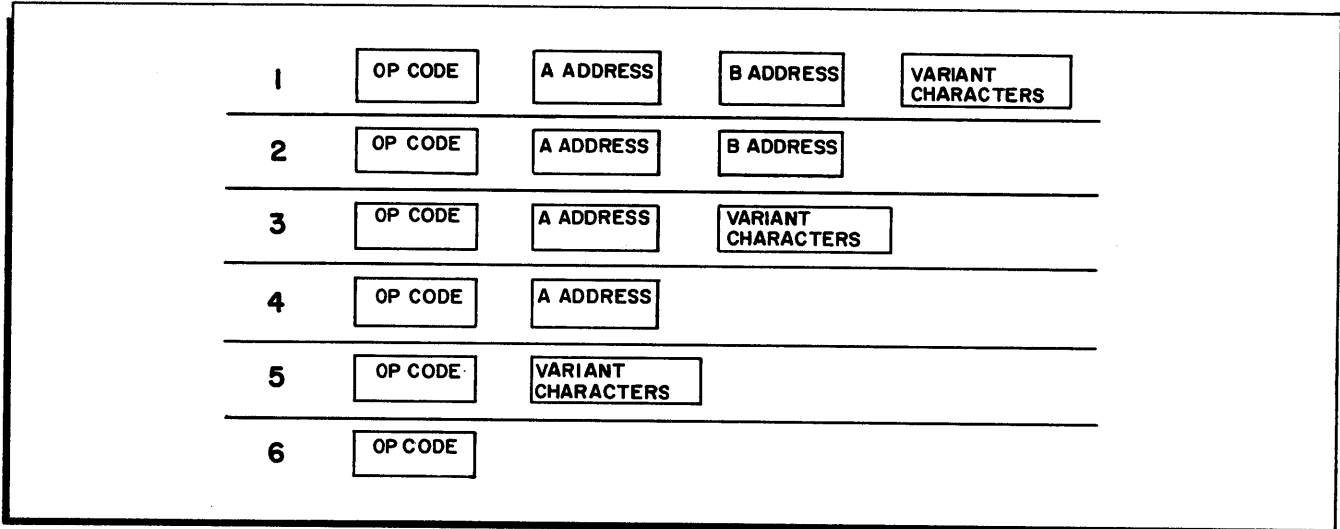 1 OP CODE A ADDRESS B ADDRESS VARIANT
CHARACTERS
2 OP CODE A ADDRESS B ADDRESS
3 OP CODE A ADDRESS VARIANT
CHARACTERS
4 OP CODE A ADDRESS
5 OP CODE VARIANT
CHARACTERS
6 OP CODE